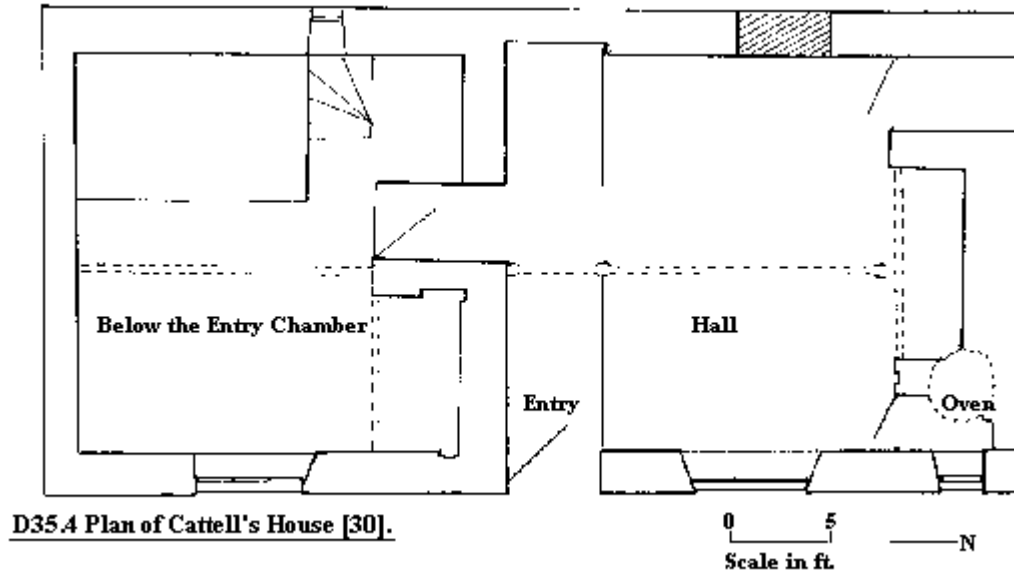 Below the Entry Chamber
Hall
Entry
Oven
D35.4 Plan of Cattell's House [30].
0 5
Scale in ft.
N